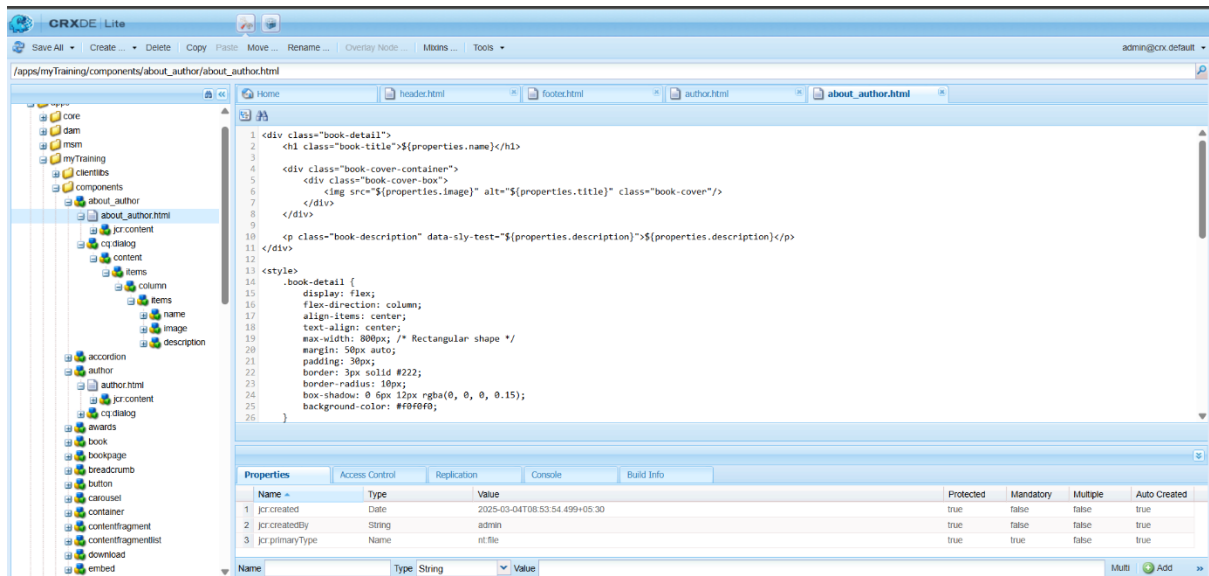 CRXDE | Lite
Save All Create ... Delete Copy Paste Move ... Rename ... Overlay Node ... Mixins ... Tools admin@crx.default
/apps/myTraining/components/about_author/about_author.html
Home header.html footer.html author.html about_author.html
core
dam
msm
myTraining
clientlibs
components
about_author
about_author.html
jcr:content
cq:dialog
content
items
column
items
name
image
description
accordion
author
author.html
jcr:content
cq:dialog
awards
book
bookpage
breadcrumb
button
carousel
container
contentfragment
contentfragmentlist
download
embed
1 <div class="book-detail">
2 <h1 class="book-title">${properties.name}</h1>
3
4 <div class="book-cover-container">
5 <div class="book-cover-box">
6 <img src="${properties.image}" alt="${properties.title}" class="book-cover"/>
7 </div>
8 </div>
9
10 <p class="book-description" data-sly-test="${properties.description}">${properties.description}</p>
11 </div>
12
13 <style>
14 .book-detail {
15 display: flex;
16 flex-direction: column;
17 align-items: center;
18 text-align: center;
19 max-width: 800px; /* Rectangular shape */
20 margin: 50px auto;
21 padding: 30px;
22 border: 3px solid #222;
23 border-radius: 10px;
24 box-shadow: 0 6px 12px rgba(0, 0, 0, 0.15);
25 background-color: #f0f0f0;
26 }
Properties Access Control Replication Console Build Info
Name Type Value Protected Mandatory Multiple Auto Created
1 jcr:created Date 2025-03-04T08:53:54.499+05:30 true false false true
2 jcr:createdBy String admin true false false true
3 jcr:primaryType Name nt:file true true false true
Name Type String Value Multi Add »